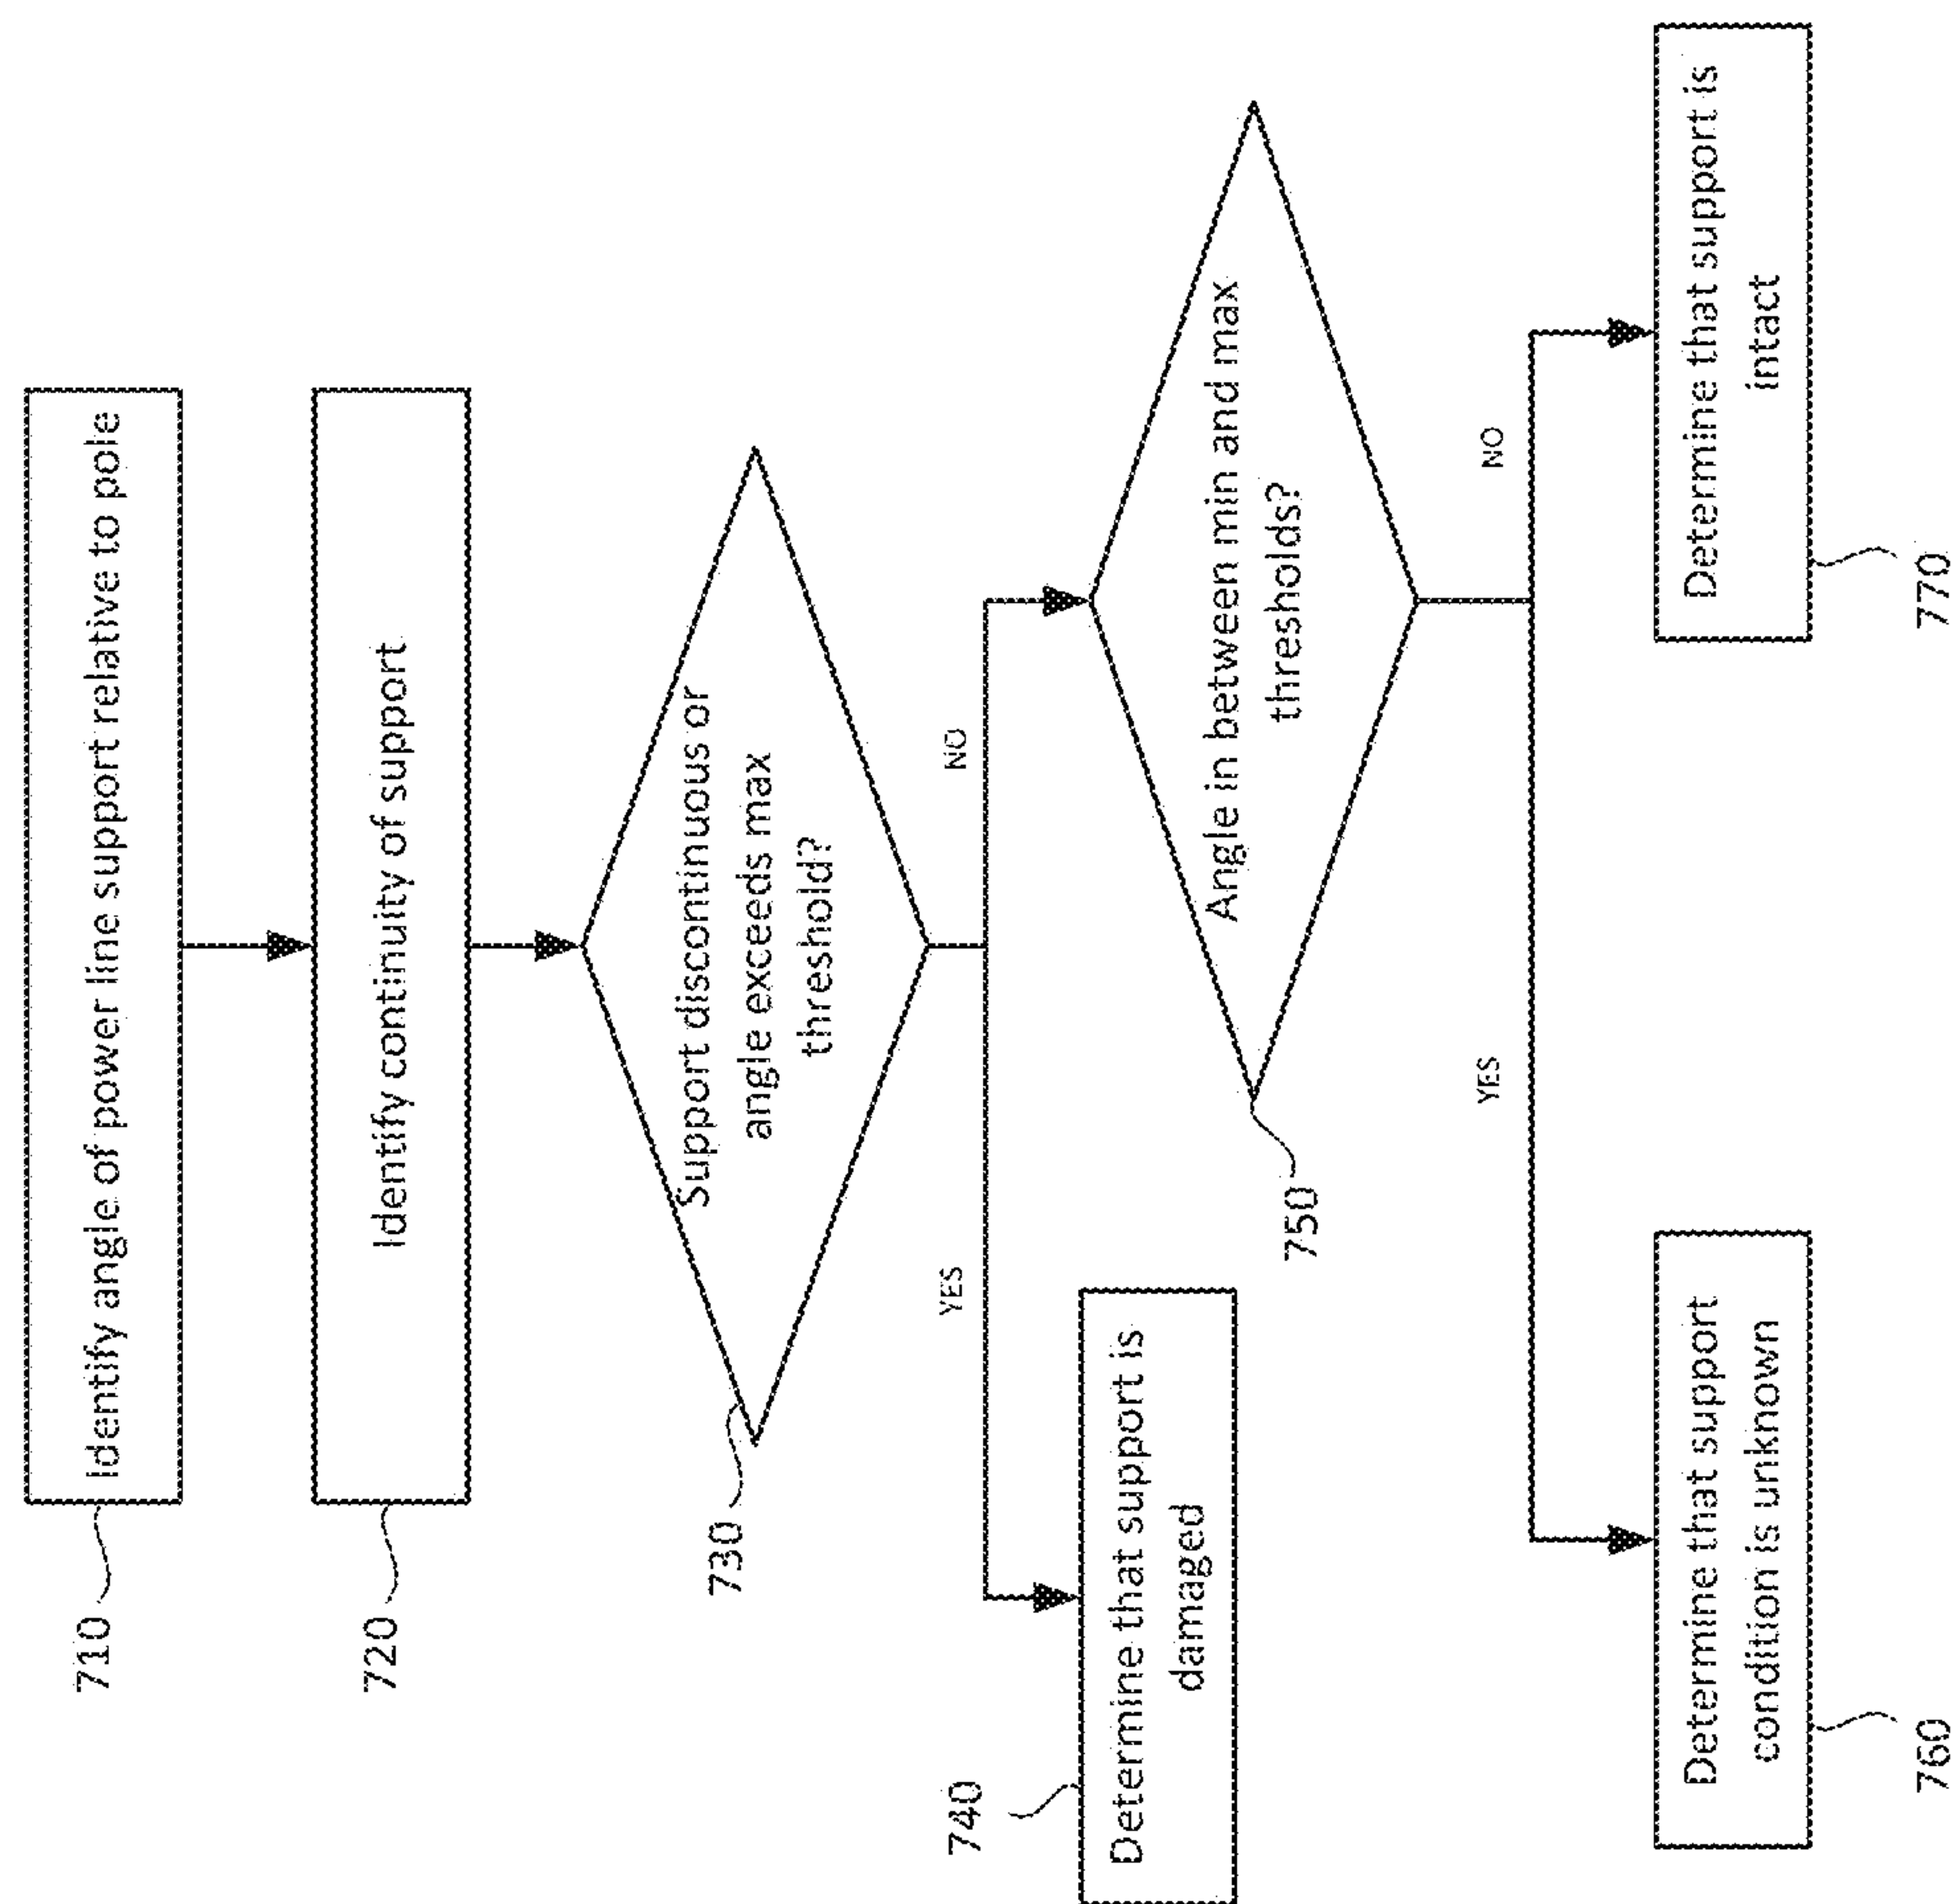 710
Identify angle of power line support relative to pole
720
Identify continuity of support
730
Support discontinuous or
angle exceeds max
threshold?
YES
NO
740
Determine that support is
damaged
750
Angle in between min and max
thresholds?
YES
NO
Determine that support
condition is unknown
760
Determine that support is
intact
770